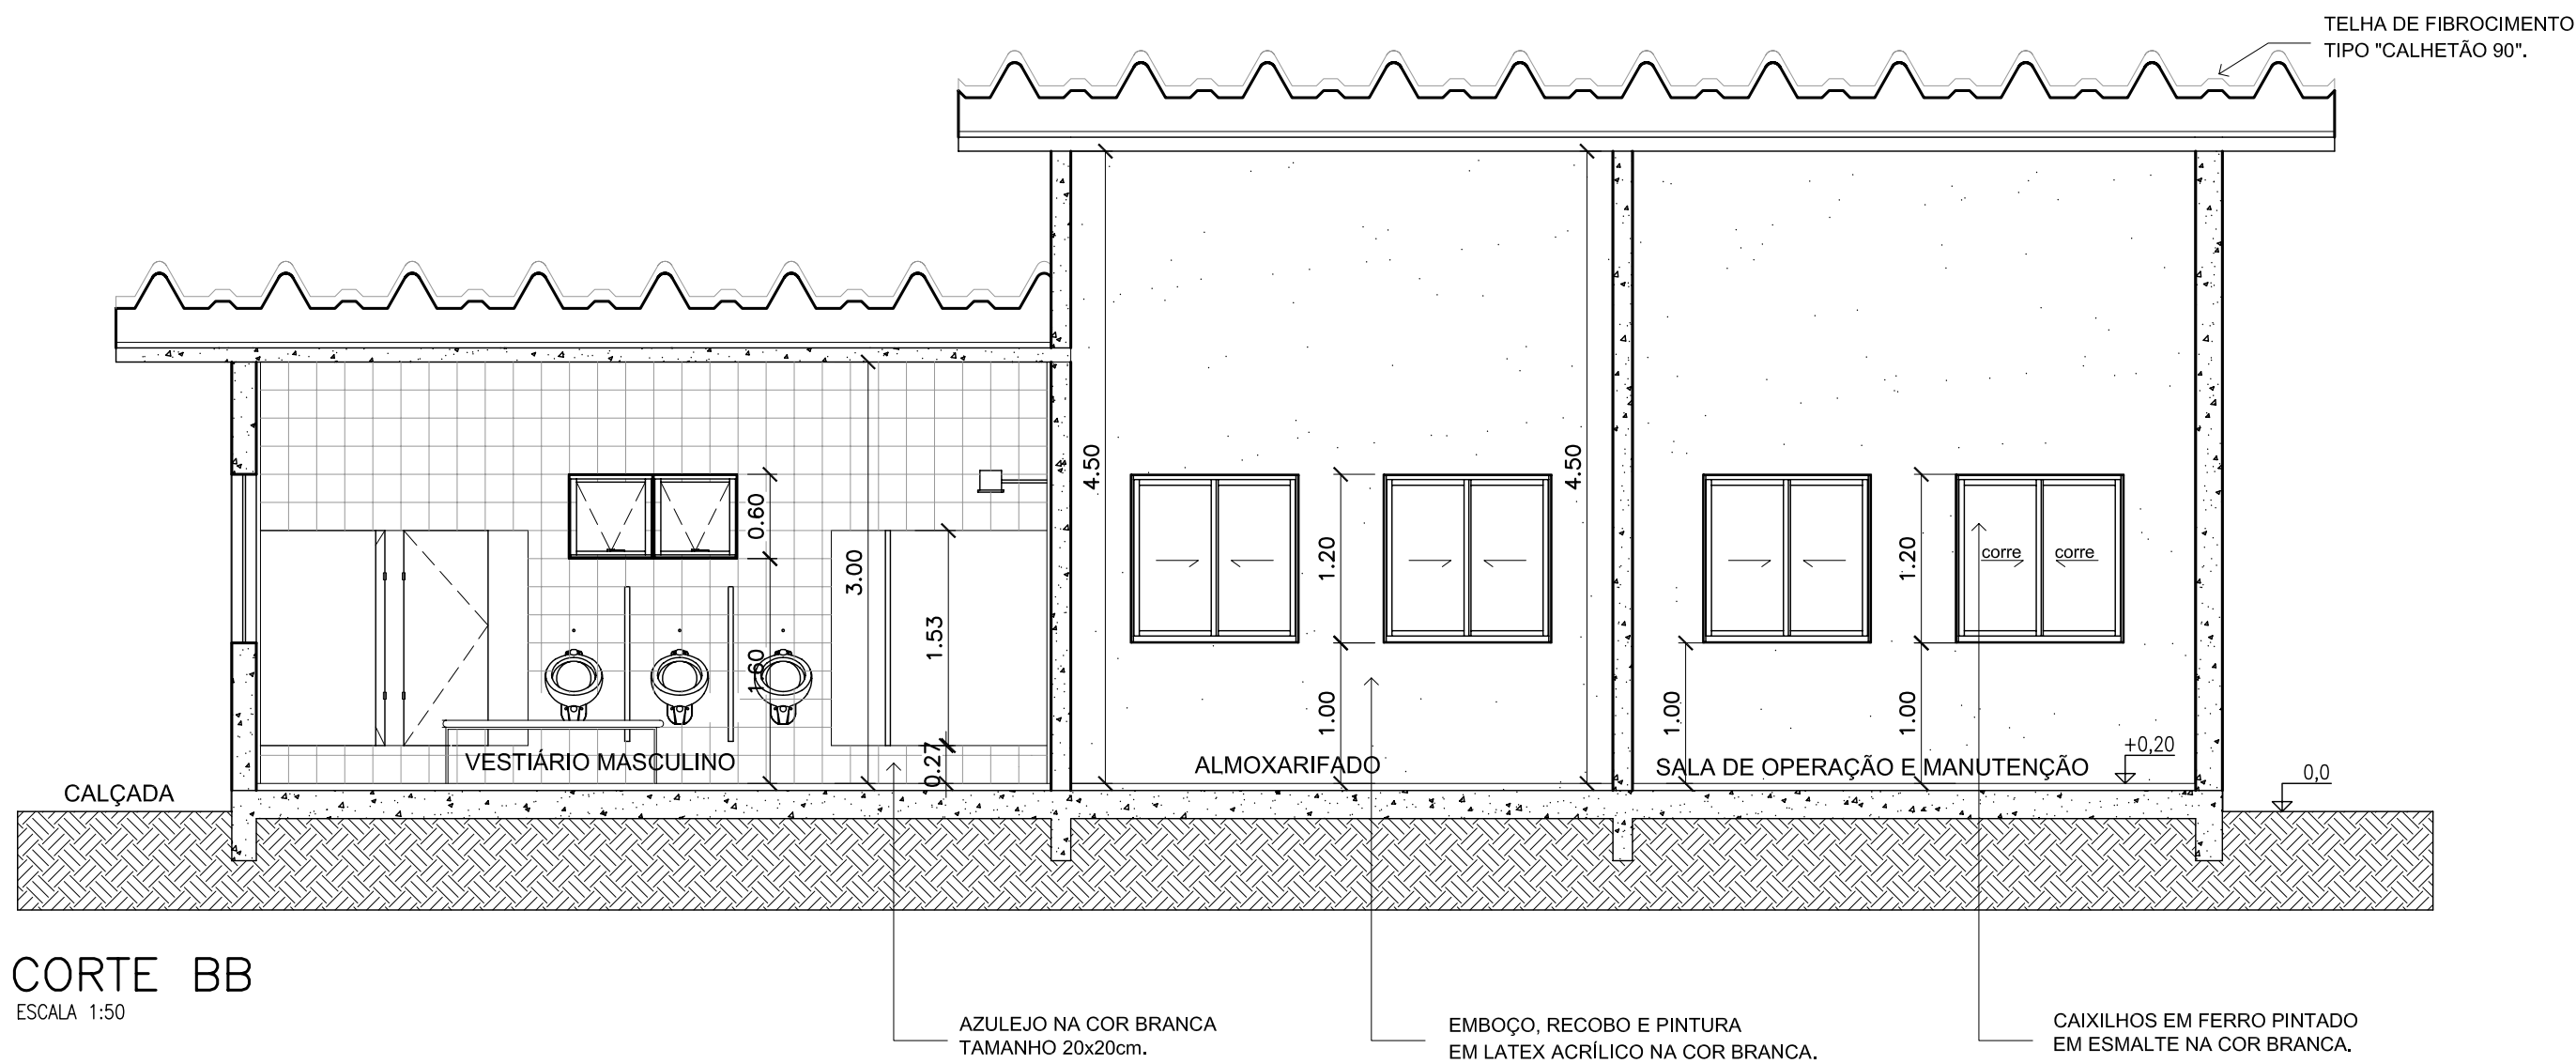 TELHA DE FIBROCIMENTO
TIPO "CALHETÃO 90".
4.50
4.50
0.60
3.00
1.20
1.20
corre
corre
1.53
1.60
1.00
1.00
1.00
0.27
+0,20
0,0
VESTIÁRIO MASCULINO
ALMOXARIFADO
SALA DE OPERAÇÃO E MANUTENÇÃO
CALÇADA
CORTE BB
ESCALA 1:50
AZULEJO NA COR BRANCA
TAMANHO 20x20cm.
EMBOÇO, RECOBO E PINTURA
EM LATEX ACRÍLICO NA COR BRANCA.
CAIXILHOS EM FERRO PINTADO
EM ESMALTE NA COR BRANCA.